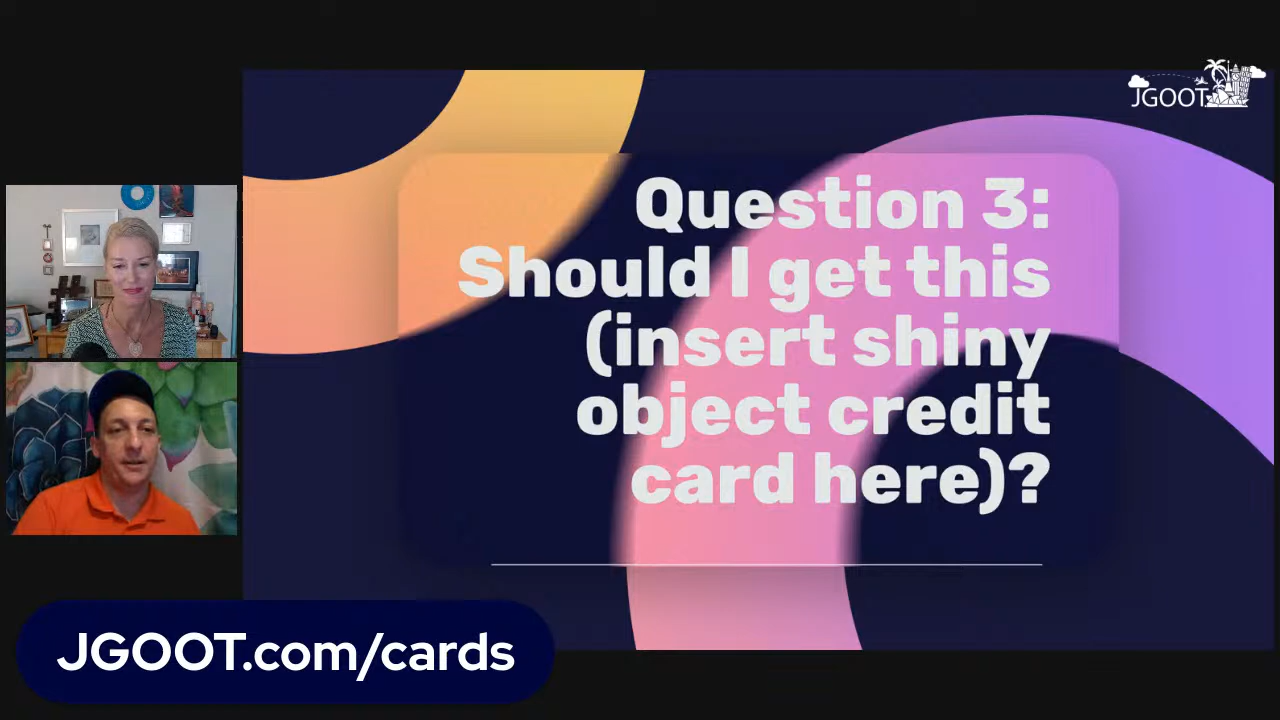 JGOOT
Question 3:
Should I get this
(insert shiny
object credit
card here)?
JGOOT.com/cards